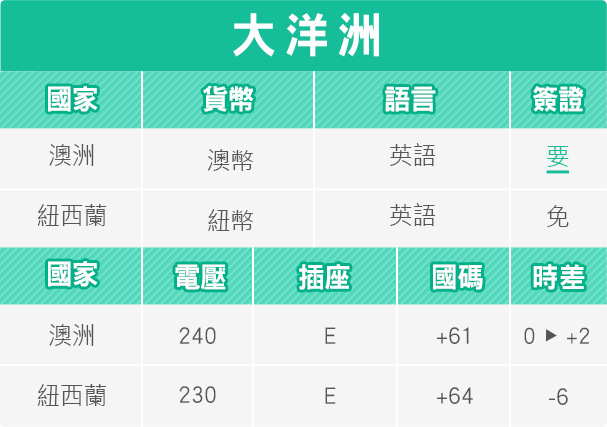 大洋洲
國家 貨幣 語言 簽證
澳洲 澳幣 英語 要
紐西蘭 紐幣 英語 免
國家 電壓 插座 國碼 時差
澳洲 240 E +61 0 ▶ +2
紐西蘭 230 E +64 -6